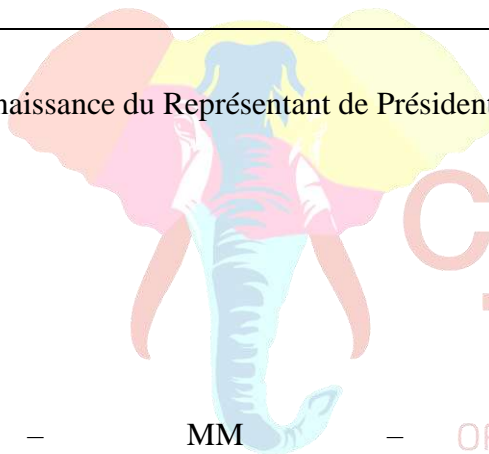 naissance du Représentant de Président
C
– MM –